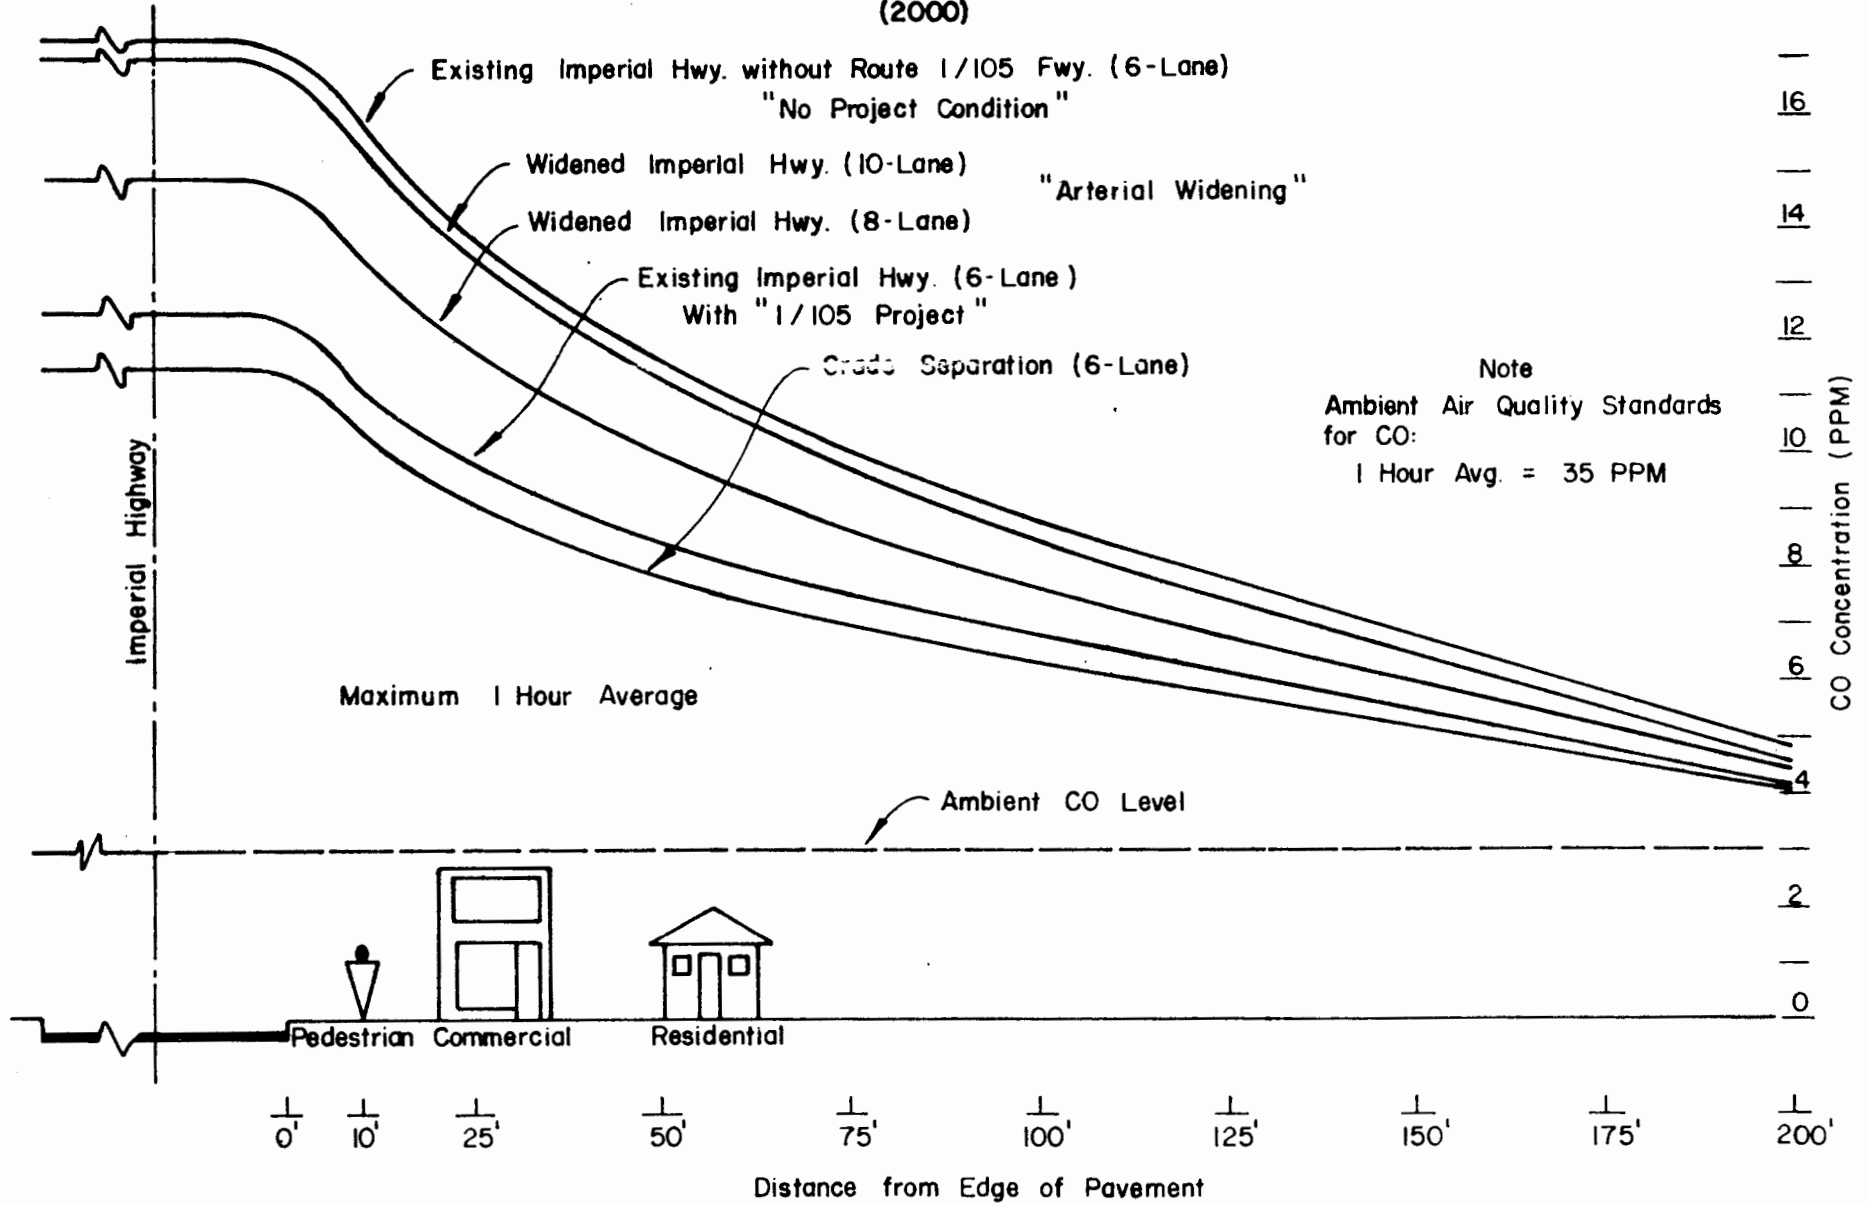 (2000)
Existing Imperial Hwy. without Route 1/105 Fwy. (6-Lane)
"No Project Condition"
Widened Imperial Hwy. (10-Lane)
"Arterial Widening"
Widened Imperial Hwy. (8-Lane)
Existing Imperial Hwy. (6-Lane)
With "1/105 Project"
Grade Separation (6-Lane)
Note
Ambient Air Quality Standards
for CO:
1 Hour Avg. = 35 PPM
16
14
12
10
8
6
4
2
0
CO Concentration (PPM)
Imperial Highway
Maximum 1 Hour Average
Ambient CO Level
Pedestrian Commercial Residential
0' 10' 25' 50' 75' 100' 125' 150' 175' 200'
Distance from Edge of Pavement